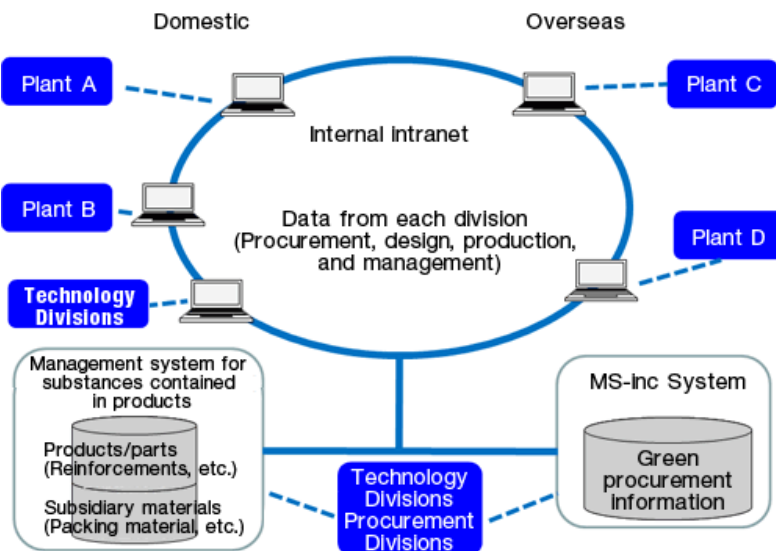 Domestic
Overseas
Plant A
Plant C
Internal intranet
Plant B
Data from each division
(Procurement, design, production,
and management)
Plant D
Technology
Divisions
Management system for
substances contained
in products
MS-inc System
Products/parts
(Reinforcements, etc.)
Subsidiary materials
(Packing material, etc.)
Green
procurement
information
Technology
Divisions
Procurement
Divisions